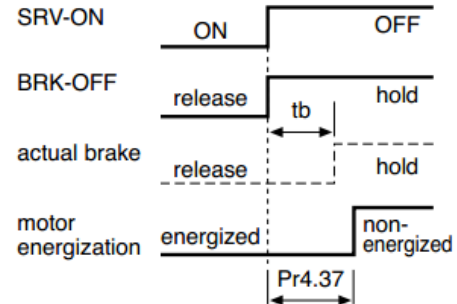 SRV-ON
ON
OFF
BRK-OFF
release
tb
hold
actual brake
release
hold
motor
energization
energized
non-
energized
Pr4.37